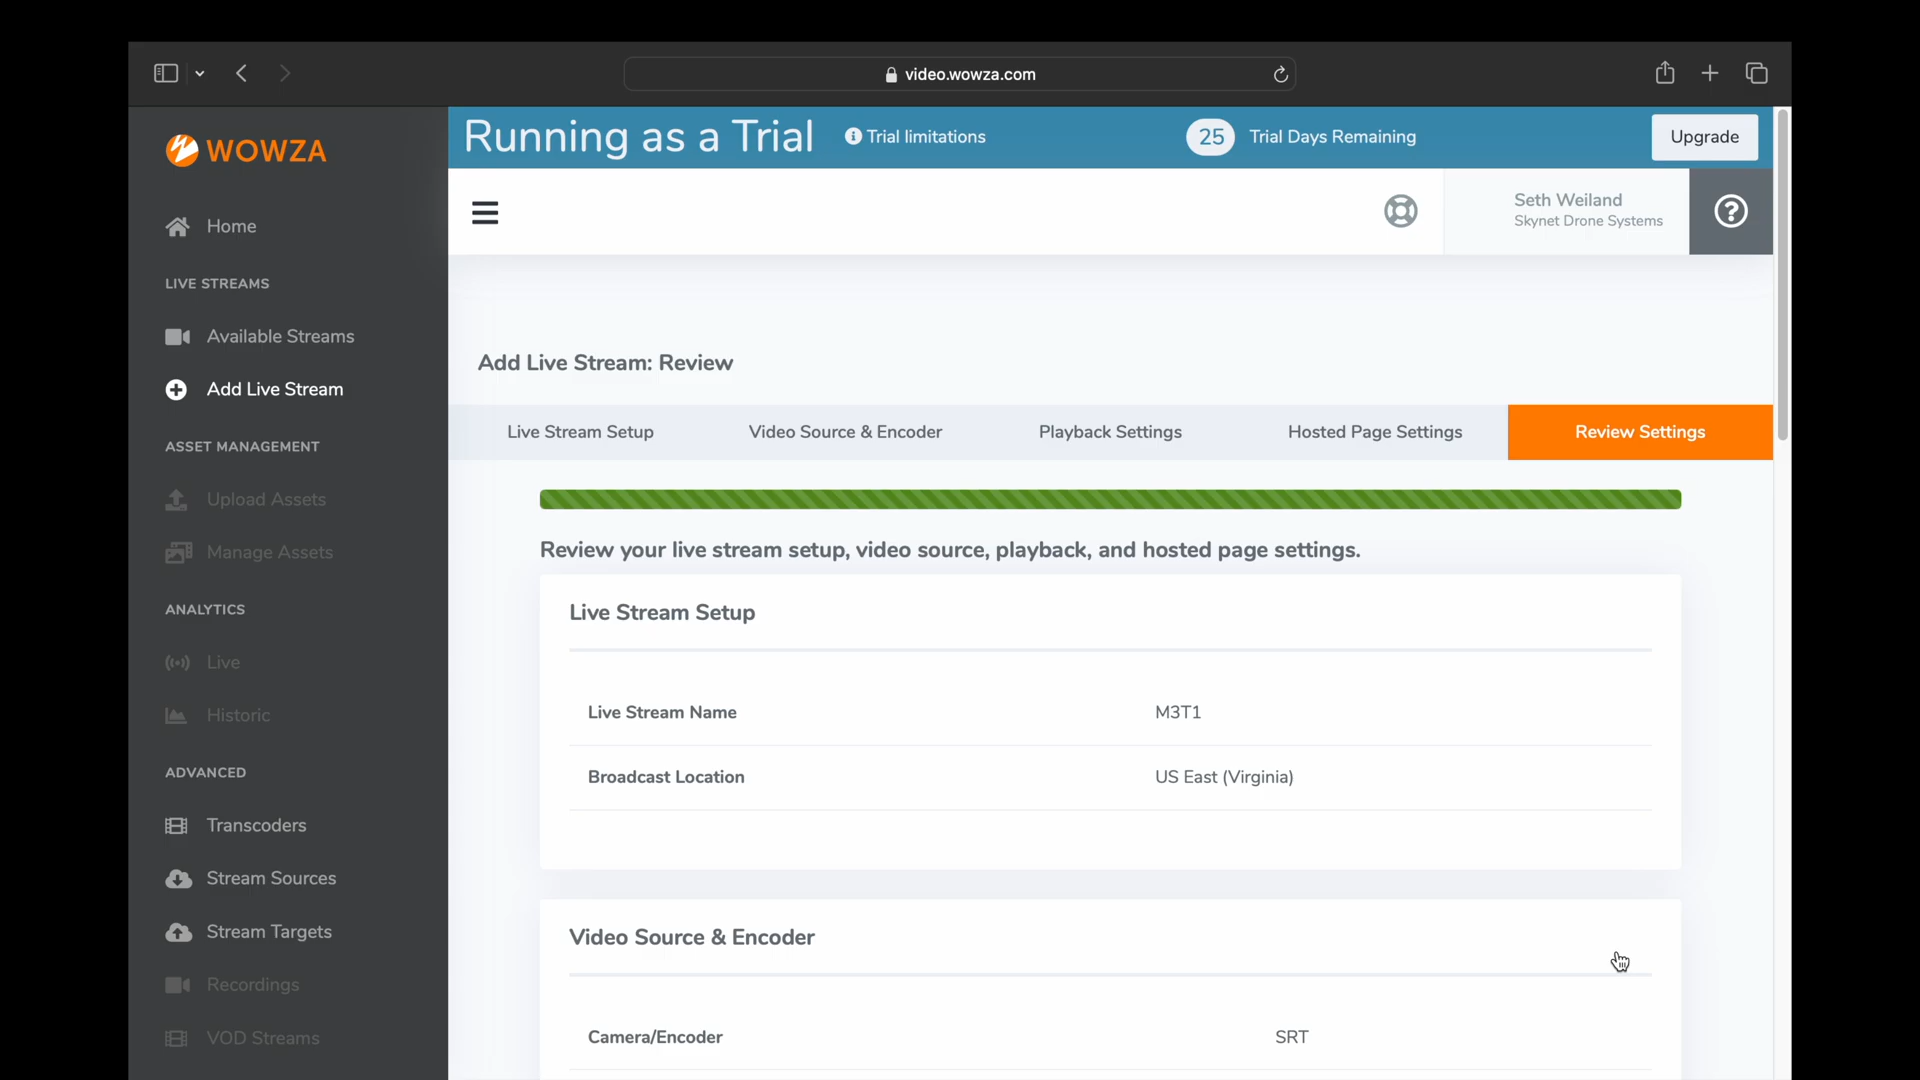 video.wowza.com
WOWZA
Running as a Trial
Trial limitations
25
Trial Days Remaining
Upgrade
Seth Weiland
Skynet Drone Systems
Home
LIVE STREAMS
Available Streams
Add Live Stream
ASSET MANAGEMENT
Upload Assets
Manage Assets
ANALYTICS
Live
Historic
ADVANCED
Transcoders
Stream Sources
Stream Targets
Recordings
VOD Streams
Add Live Stream: Review
Live Stream Setup
Video Source & Encoder
Playback Settings
Hosted Page Settings
Review Settings
Review your live stream setup, video source, playback, and hosted page settings.
Live Stream Setup
Live Stream Name
M3T1
Broadcast Location
US East (Virginia)
Video Source & Encoder
Camera/Encoder
SRT